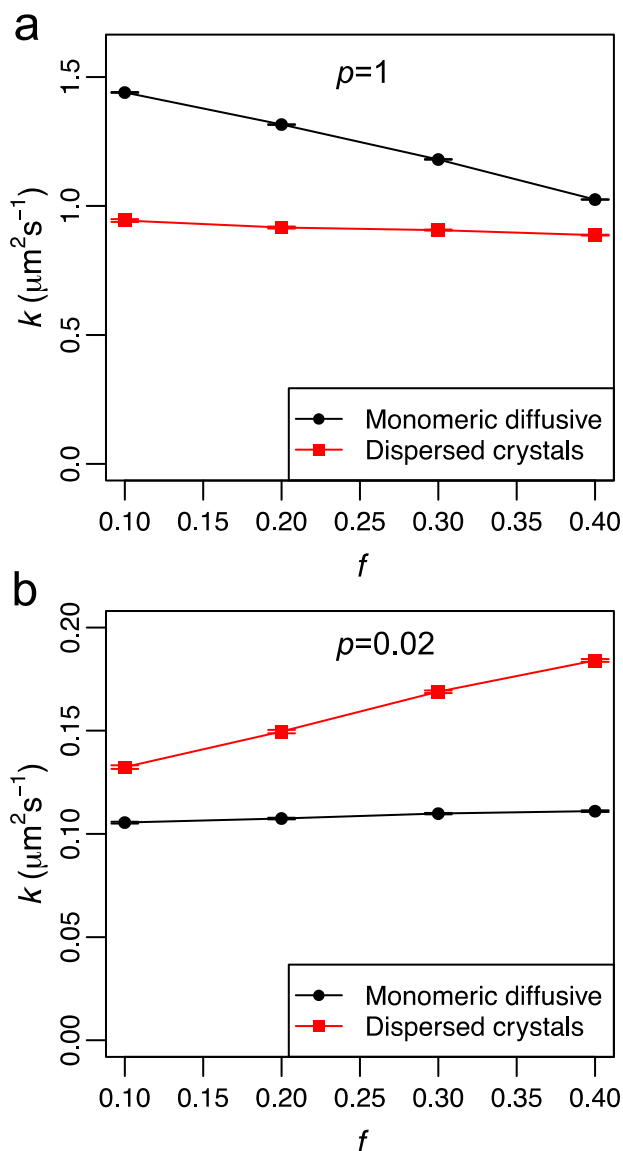 a
p=1
k (μm²s⁻¹)
0.0 0.5 1.0 1.5
Monomeric diffusive
Dispersed crystals
0.10 0.15 0.20 0.25 0.30 0.35 0.40
f
b
p=0.02
k (μm²s⁻¹)
0.00 0.05 0.10 0.15 0.20
Monomeric diffusive
Dispersed crystals
0.10 0.15 0.20 0.25 0.30 0.35 0.40
f